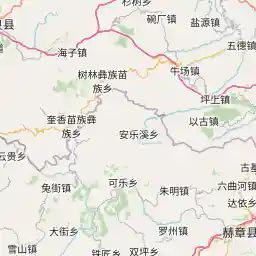 杉树乡
碗厂镇
盐源镇
良县
海子镇
五德镇
树林彝族苗
族乡
牛场镇
坪上镇
奎香苗族彝
族乡
以古镇
安乐溪乡
云贵乡
可乐乡
兔街镇
朱明镇
六曲河镇
达依乡
大街乡
罗州镇
赫章县
雪山镇
铁匠乡
双坪乡